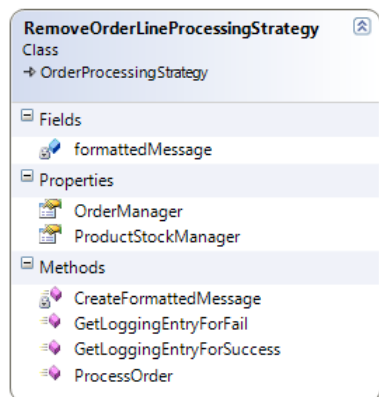 RemoveOrderLineProcessingStrategy
Class
OrderProcessingStrategy
Fields
formattedMessage
Properties
OrderManager
ProductStockManager
Methods
CreateFormattedMessage
GetLoggingEntryForFail
GetLoggingEntryForSuccess
ProcessOrder